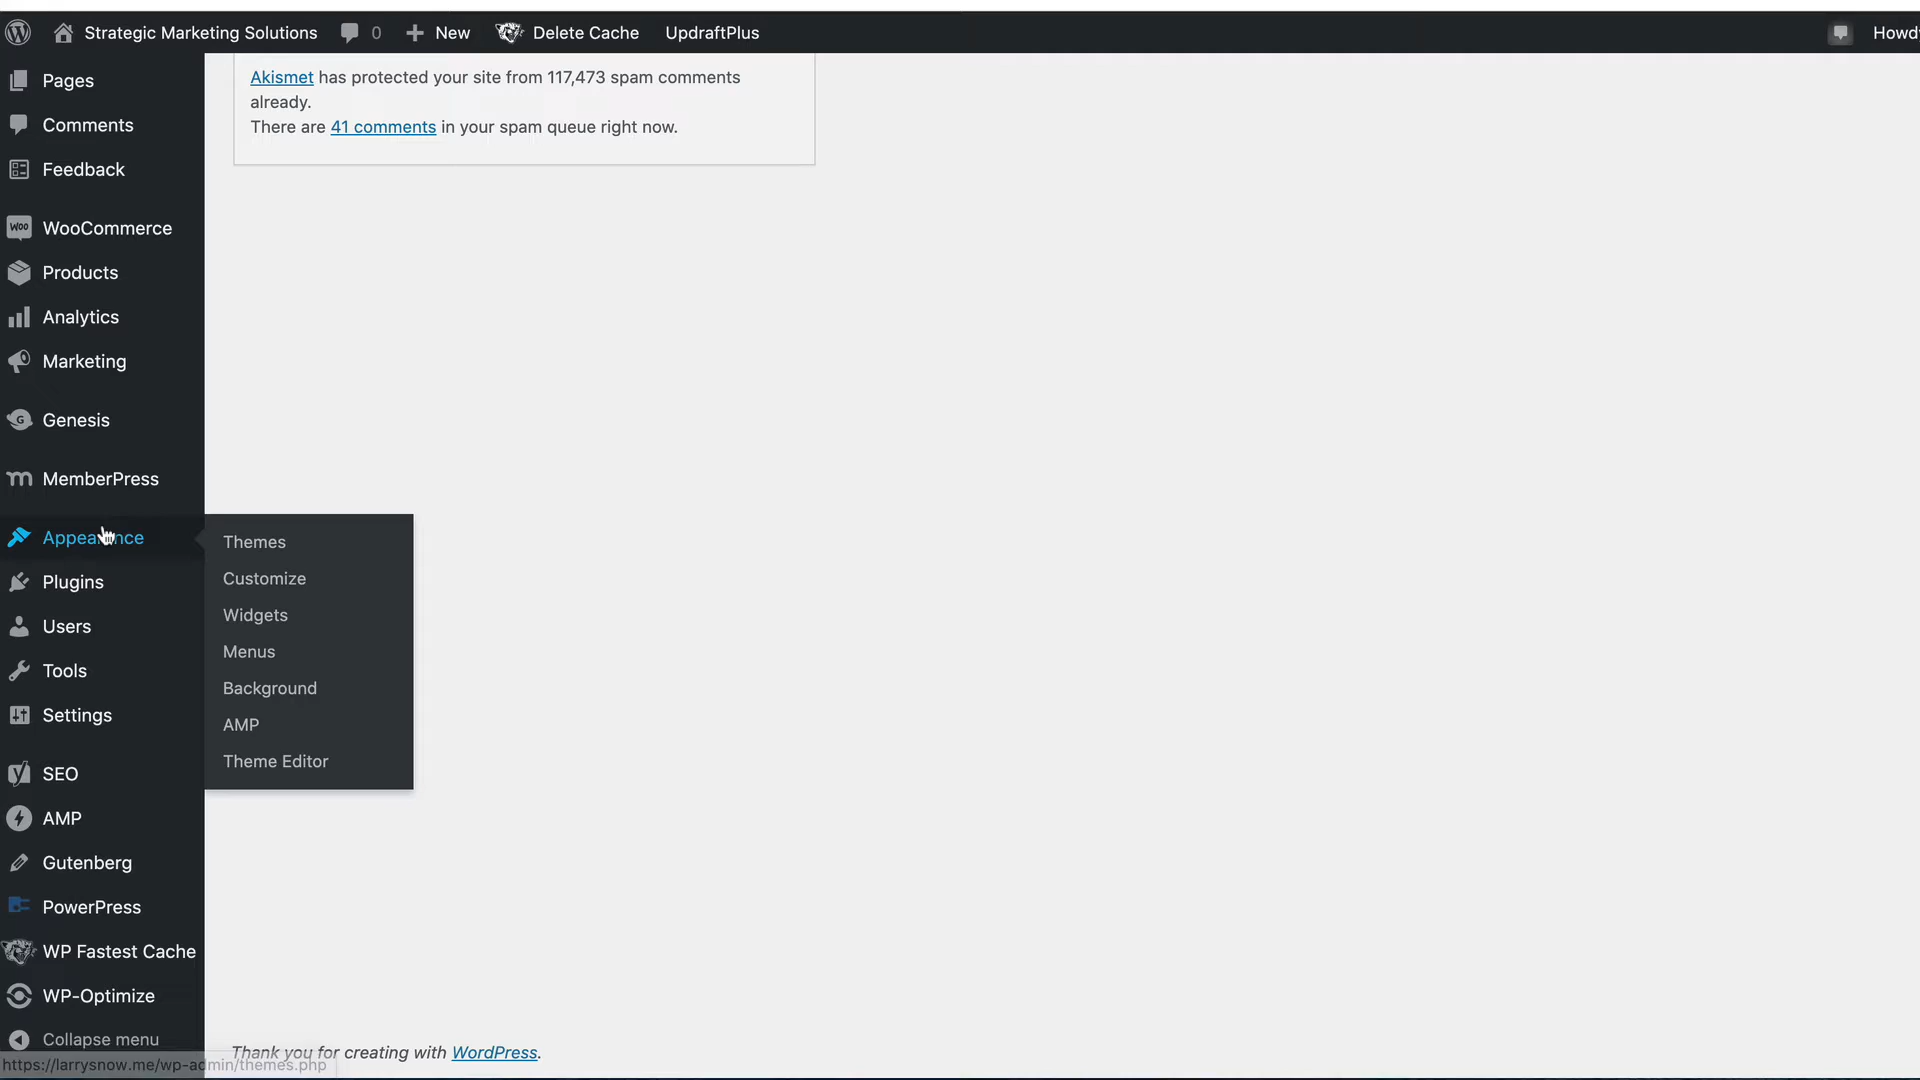 Strategic Marketing Solutions 0 New Delete Cache UpdraftPlus Howdy
Pages
Comments
Feedback
WOO WooCommerce
Products
Analytics
Marketing
G Genesis
m MemberPress
Appearance
Plugins
Users
Tools
Settings
SEO
AMP
Gutenberg
PowerPress
WP Fastest Cache
WP-Optimize
Collapse menu
Themes
Customize
Widgets
Menus
Background
AMP
Theme Editor
Akismet has protected your site from 117,473 spam comments
already.
There are 41 comments in your spam queue right now.
Thank you for creating with WordPress.
https://larrysnow.me/wp-admin/themes.php